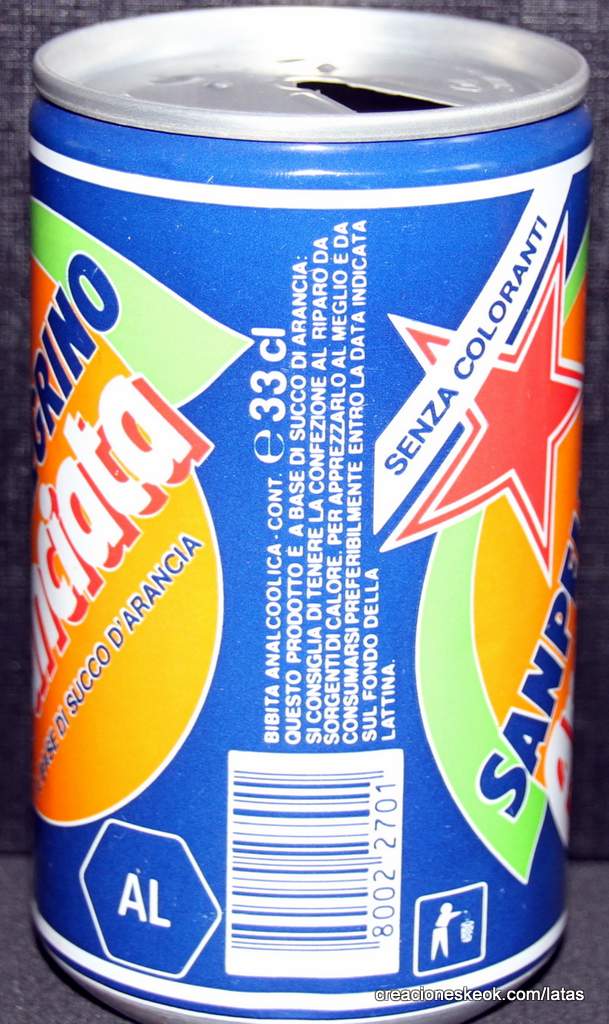 GRINO
ciata
BASE DI SUCCO D'ARANCIA
BIBITA ANALCOOLICA - CONT. e 33 cl
QUESTO PRODOTTO È A BASE DI SUCCO DI ARANCIA:
SI CONSIGLIA DI TENERE LA CONFEZIONE AL RIPARO DA
SORGENTI DI CALORE. PER APPREZZARLO AL MEGLIO E DA
CONSUMARSI PREFERIBILMENTE ENTRO LA DATA INDICATA
SUL FONDO DELLA
LATTINA.
SENZA COLORANTI
SANPE
8002 2701
AL
creacioneskeok.com/latas